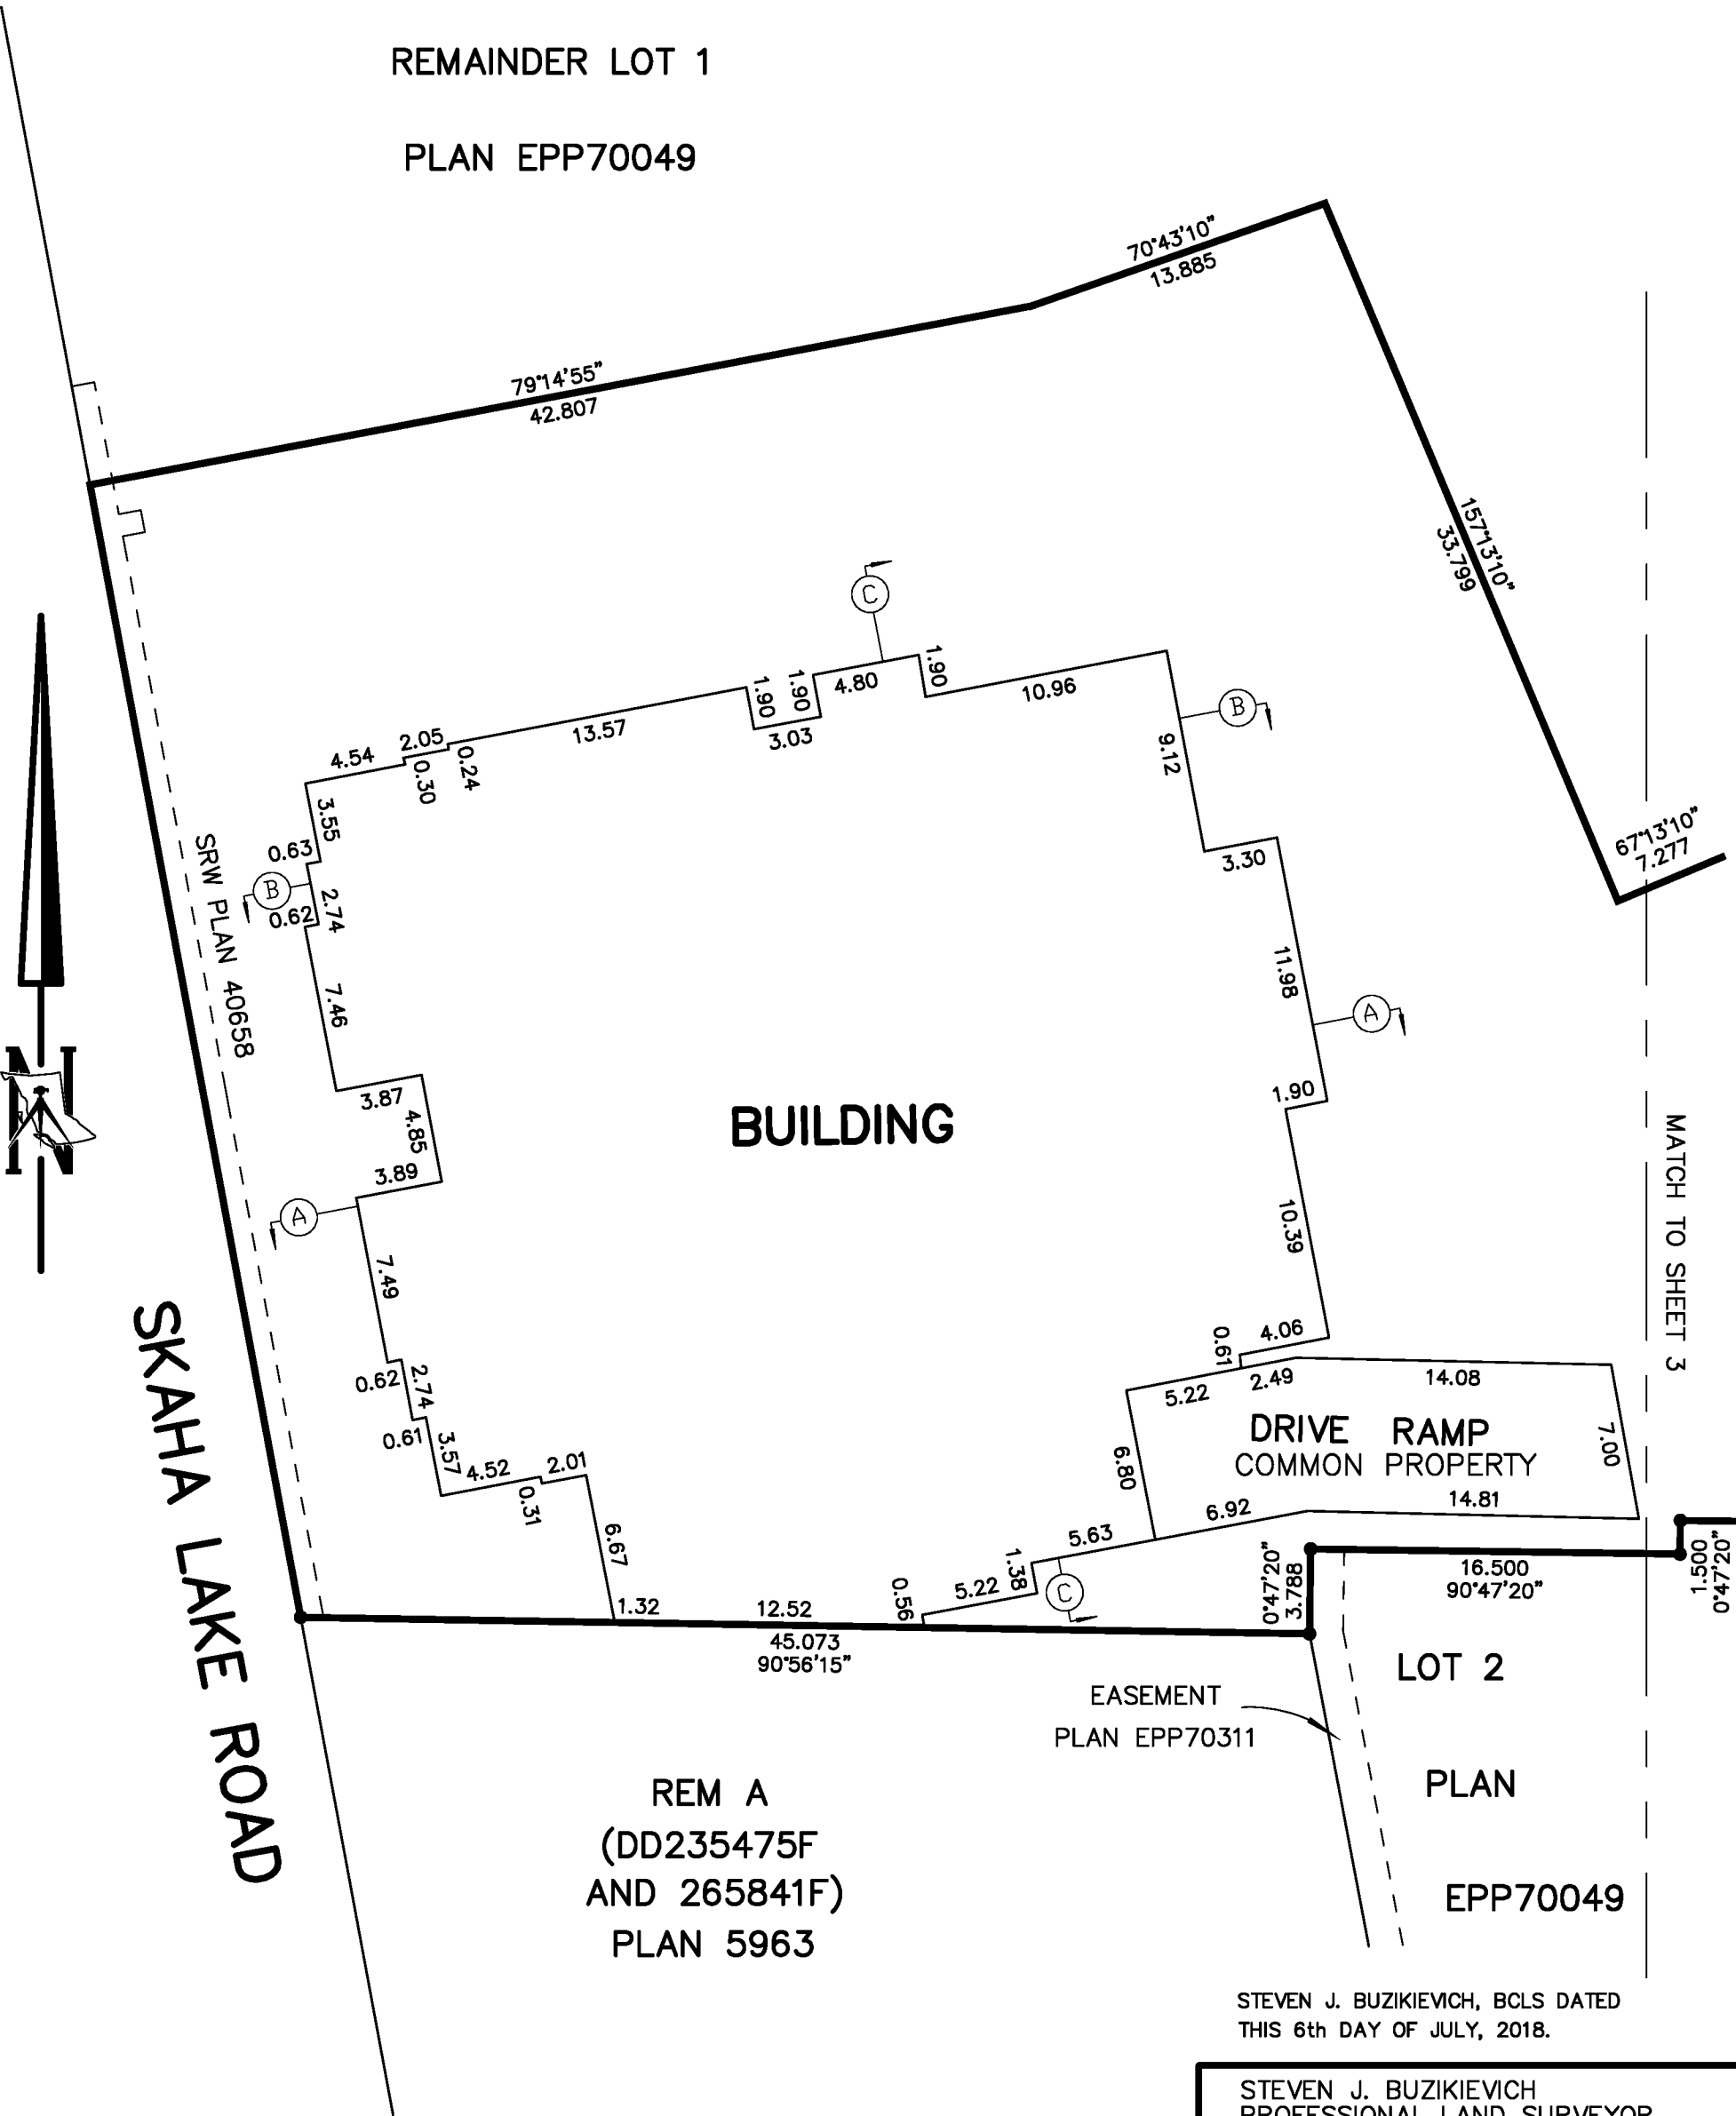 REMAINDER LOT 1
PLAN EPP70049
70°43'10"
13.885
79°14'55"
42.807
157°13'10"
33.799
67°13'10"
7.277
C
1.90
1.90
4.80
1.90
10.96
B
3.03
13.57
2.05
4.54
0.24
0.30
9.12
3.30
3.55
0.63
B
2.74
0.62
SRW PLAN 40658
7.46
11.98
A
1.90
3.87
4.85
3.89
A
BUILDING
N
MATCH TO SHEET 3
10.39
7.49
0.62
2.74
0.61
3.57
4.52
2.01
0.31
6.67
0.61
4.06
5.22
2.49
14.08
DRIVE RAMP
COMMON PROPERTY
7.00
6.80
6.92
14.81
5.63
1.38
C
5.22
0.56
1.32
12.52
45.073
90°56'15"
0°47'20"
3.788
16.500
90°47'20"
1.500
0°47'20"
SKAHA LAKE ROAD
LOT 2
EASEMENT
PLAN EPP70311
PLAN
EPP70049
REM A
(DD235475F
AND 265841F)
PLAN 5963
STEVEN J. BUZIKIEVICH, BCLS DATED
THIS 6th DAY OF JULY, 2018.
STEVEN J. BUZIKIEVICH
PROFESSIONAL LAND SURVEYOR